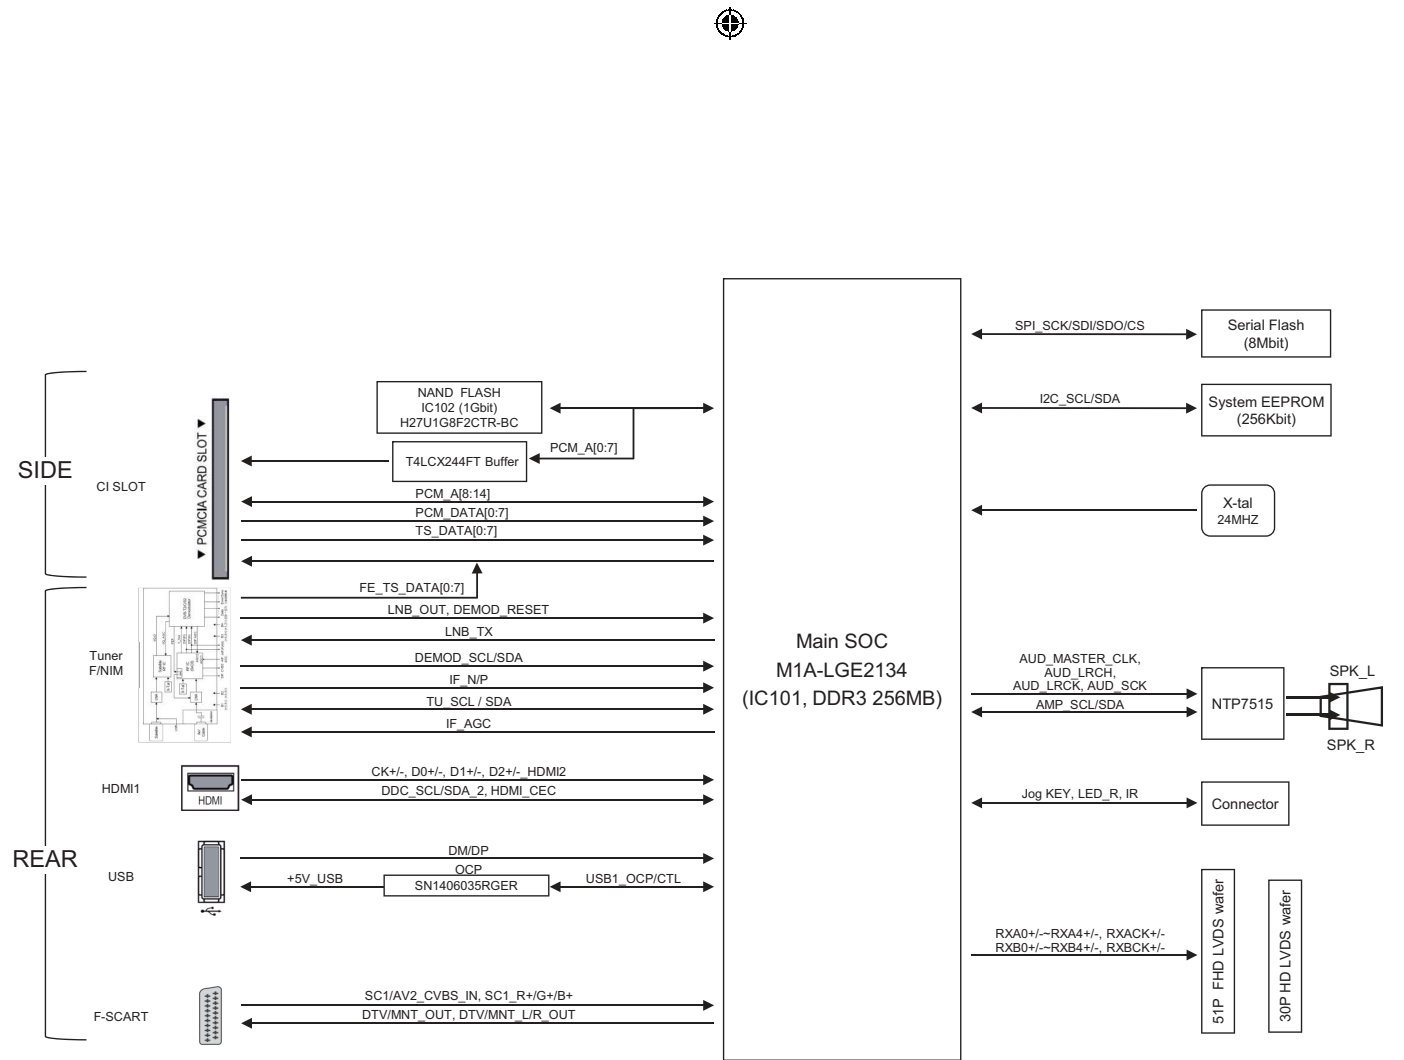 SPI_SCK/SDI/SDO/CS
Serial Flash
(8Mbit)
NAND FLASH
IC102 (1Gbit)
H27U1G8F2CTR-BC
I2C_SCL/SDA
System EEPROM
(256Kbit)
PCM_A[0:7]
T4LCX244FT Buffer
SIDE
CI SLOT
▼ PCMCIA CARD SLOT ▼
PCM_A[8:14]
PCM_DATA[0:7]
TS_DATA[0:7]
X-tal
24MHZ
FE_TS_DATA[0:7]
LNB_OUT, DEMOD_RESET
LNB_TX
Tuner
F/NIM
DEMOD_SCL/SDA
IF_N/P
TU_SCL / SDA
IF_AGC
Main SOC
M1A-LGE2134
(IC101, DDR3 256MB)
AUD_MASTER_CLK,
AUD_LRCH,
AUD_LRCK, AUD_SCK
AMP_SCL/SDA
NTP7515
SPK_L
SPK_R
HDMI1
HDMI
CK+/-, D0+/-, D1+/-, D2+/-_HDMI2
DDC_SCL/SDA_2, HDMI_CEC
Jog KEY, LED_R, IR
Connector
REAR
USB
DM/DP
+5V_USB
OCP
SN1406035RGER
USB1_OCP/CTL
RXA0+/-~RXA4+/-, RXACK+/-
RXB0+/-~RXB4+/-, RXBCK+/-
51P FHD LVDS wafer
30P HD LVDS wafer
F-SCART
SC1/AV2_CVBS_IN, SC1_R+/G+/B+
DTV/MNT_OUT, DTV/MNT_L/R_OUT